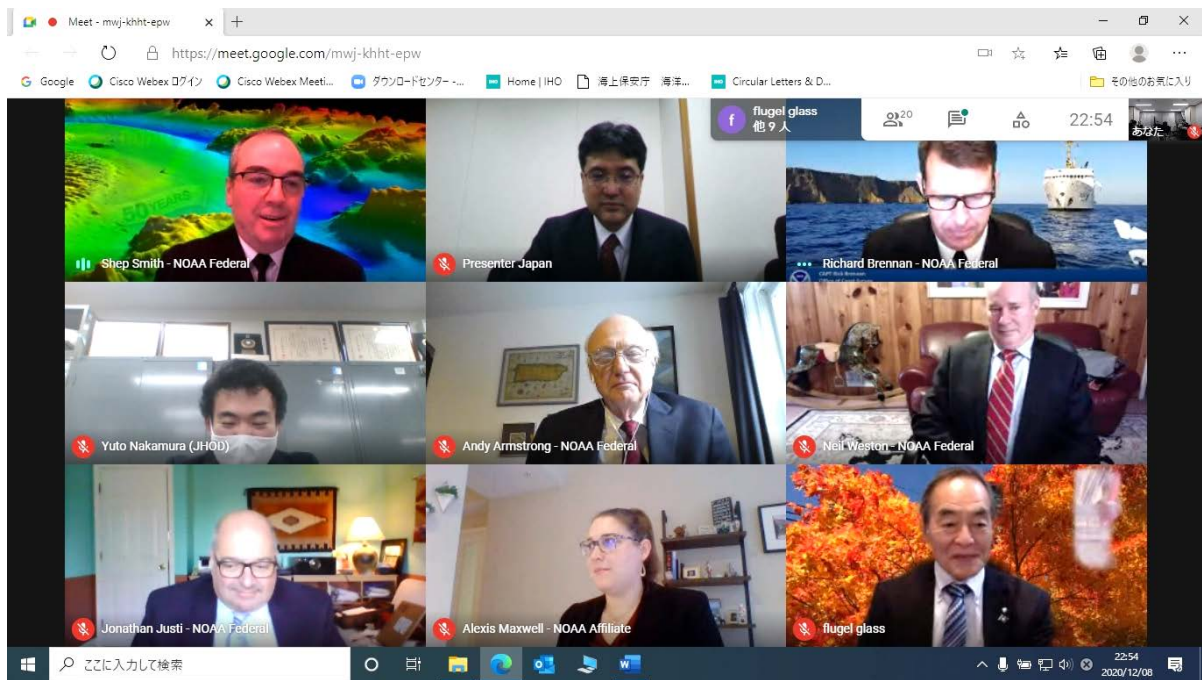 Meet - mwj-khht-epw
https://meet.google.com/mwj-khht-epw
Google
Cisco Webex ログイン
Cisco Webex Meeti...
ダウンロードセンター -...
Home | IHO
海上保安庁 海洋...
Circular Letters & D...
その他のお気に入り
f
flugel glass
他 9 人
20
22:54
あなた
50 YEARS
Shep Smith - NOAA Federal
Presenter Japan
Richard Brennan - NOAA Federal
CAPT Rick Brennan
Yuto Nakamura (JHOD)
Andy Armstrong - NOAA Federal
Neil Weston - NOAA Federal
Jonathan Justi - NOAA Federal
Alexis Maxwell - NOAA Affiliate
flugel glass
ここに入力して検索
22:54
2020/12/08